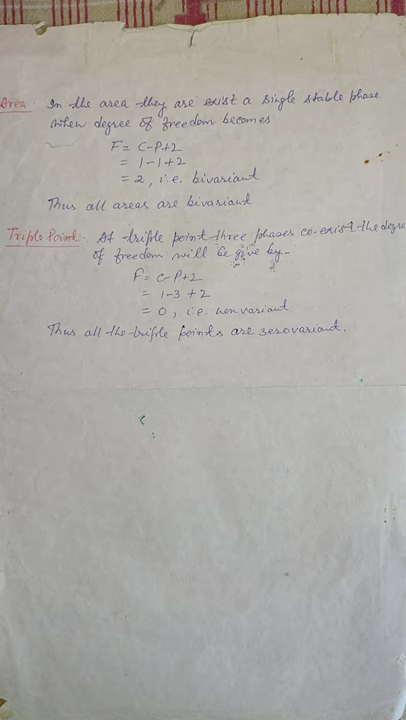 Area. In the area they are exist a single stable phase
when degree of freedom becomes
F = C-P+2
= 1-1+2
= 2, i.e. bivariant
Thus all areas are bivariant
Triple Point. At triple point three phases co-exist the degree
of freedom will be give by-
F = C-P+2
= 1-3+2
= 0, i.e. nonvariant
Thus all the triple points are zerovariant.